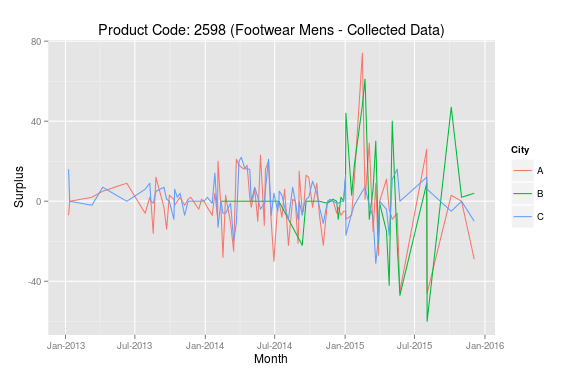 Product Code: 2598 (Footwear Mens - Collected Data)
80
40
0
-40
Surplus
Jan-2013 Jul-2013 Jan-2014 Jul-2014 Jan-2015 Jul-2015 Jan-2016
Month
City
A
B
C